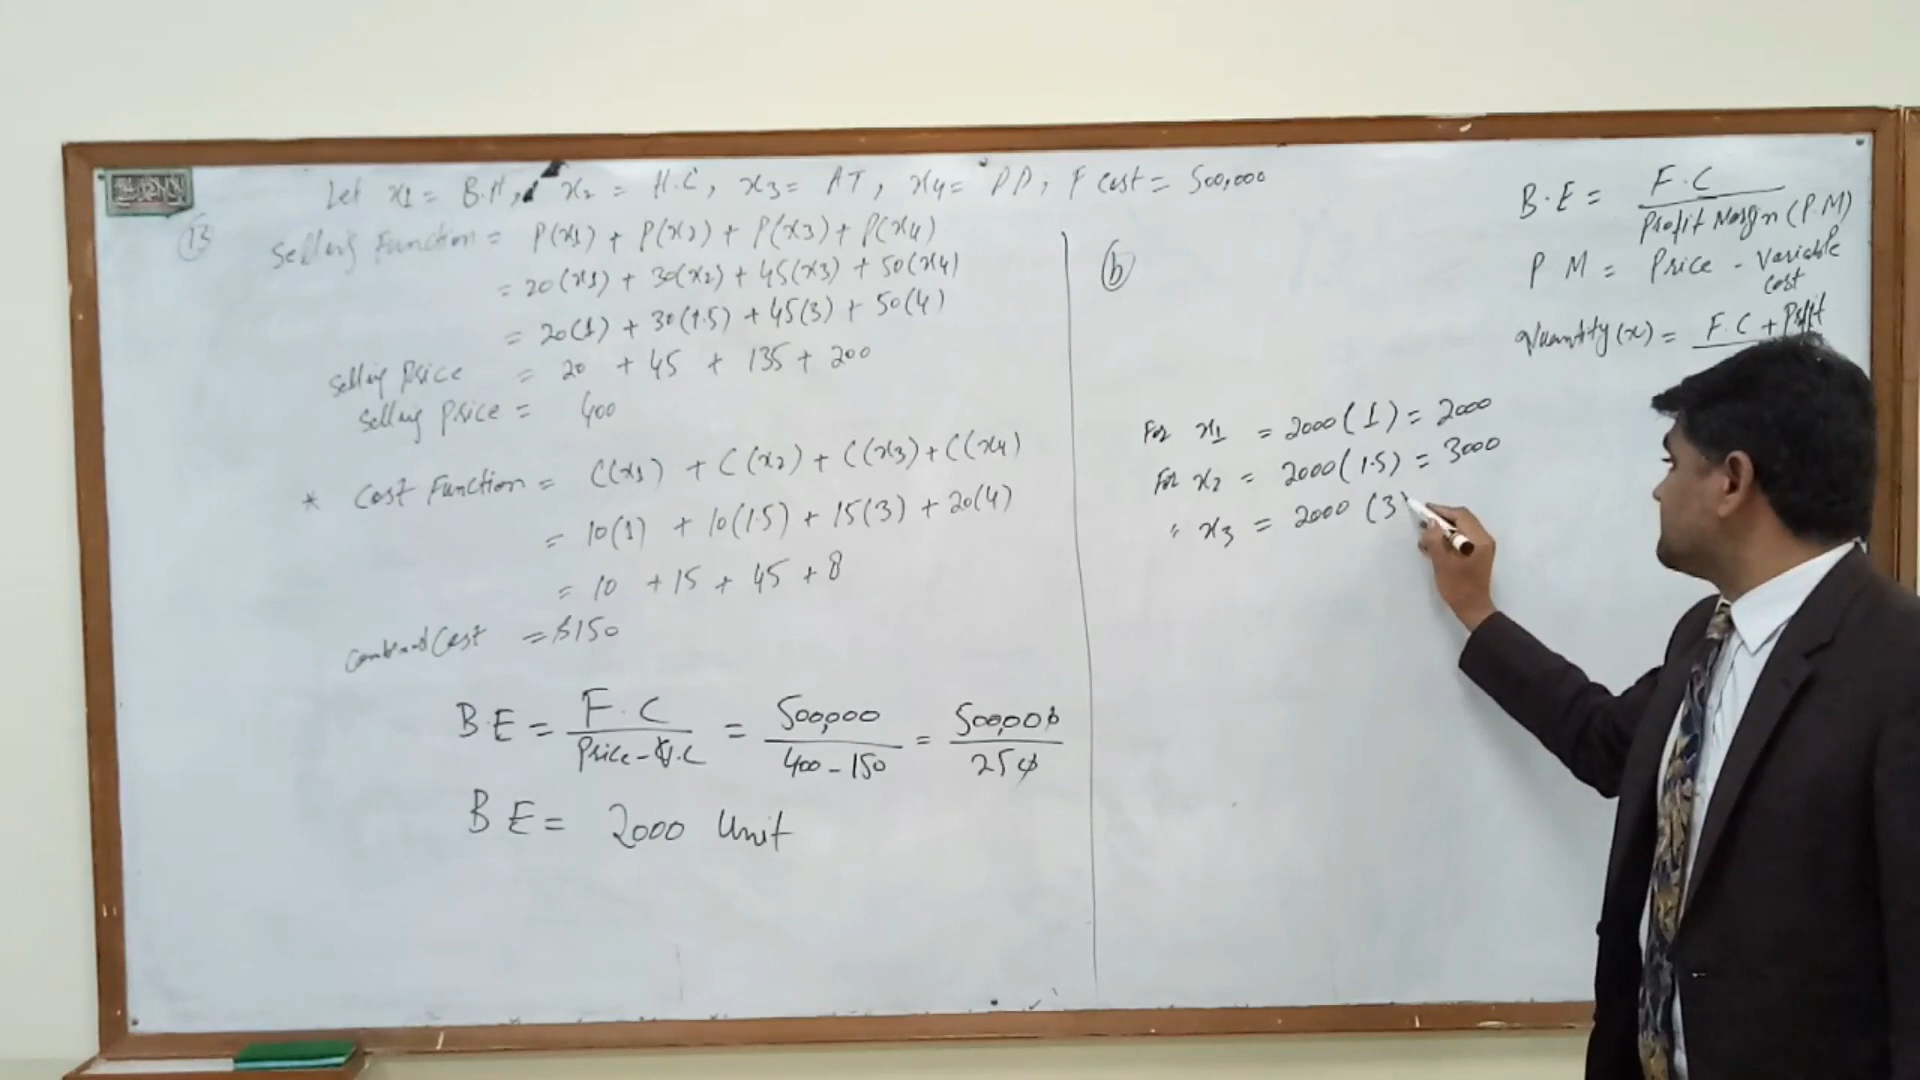 Let x1 = B.H, x2 = H.C, x3 = AT, x4 = PP; F cost = 500,000
13
Selling Function = P(x1) + P(x2) + P(x3) + P(x4)
= 20(x1) + 30(x2) + 45(x3) + 50(x4)
= 20(1) + 30(1.5) + 45(3) + 50(4)
Selling Price = 20 + 45 + 135 + 200
Selling Price = 400
* Cost Function = C(x1) + C(x2) + C(x3) + C(x4)
= 10(1) + 10(1.5) + 15(3) + 20(4)
= 10 + 15 + 45 + 8
Combined Cost = $150
B.E = F.C / Price - V.C = 500,000 / 400 - 150 = 500,000 / 250
B E = 2000 Unit
b
B.E = F.C / Profit Margin (P.M)
P M = Price - Variable Cost
Quantity (x) = F.C + Profit
For x1 = 2000(1) = 2000
For x2 = 2000(1.5) = 3000
" x3 = 2000 (3)